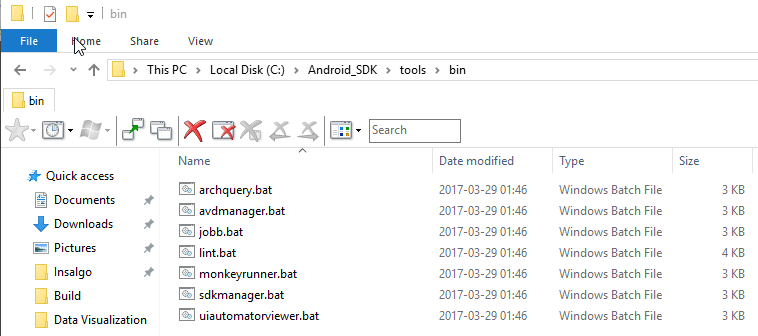 bin
File Home Share View
This PC Local Disk (C:) Android_SDK tools bin
bin
Search
Name Date modified Type Size
Quick access
Documents
Downloads
Pictures
Insalgo
Build
Data Visualization
archquery.bat 2017-03-29 01:46 Windows Batch File 3 KB
avdmanager.bat 2017-03-29 01:46 Windows Batch File 3 KB
jobb.bat 2017-03-29 01:46 Windows Batch File 3 KB
lint.bat 2017-03-29 01:46 Windows Batch File 4 KB
monkeyrunner.bat 2017-03-29 01:46 Windows Batch File 3 KB
sdkmanager.bat 2017-03-29 01:46 Windows Batch File 3 KB
uiautomatorviewer.bat 2017-03-29 01:46 Windows Batch File 3 KB